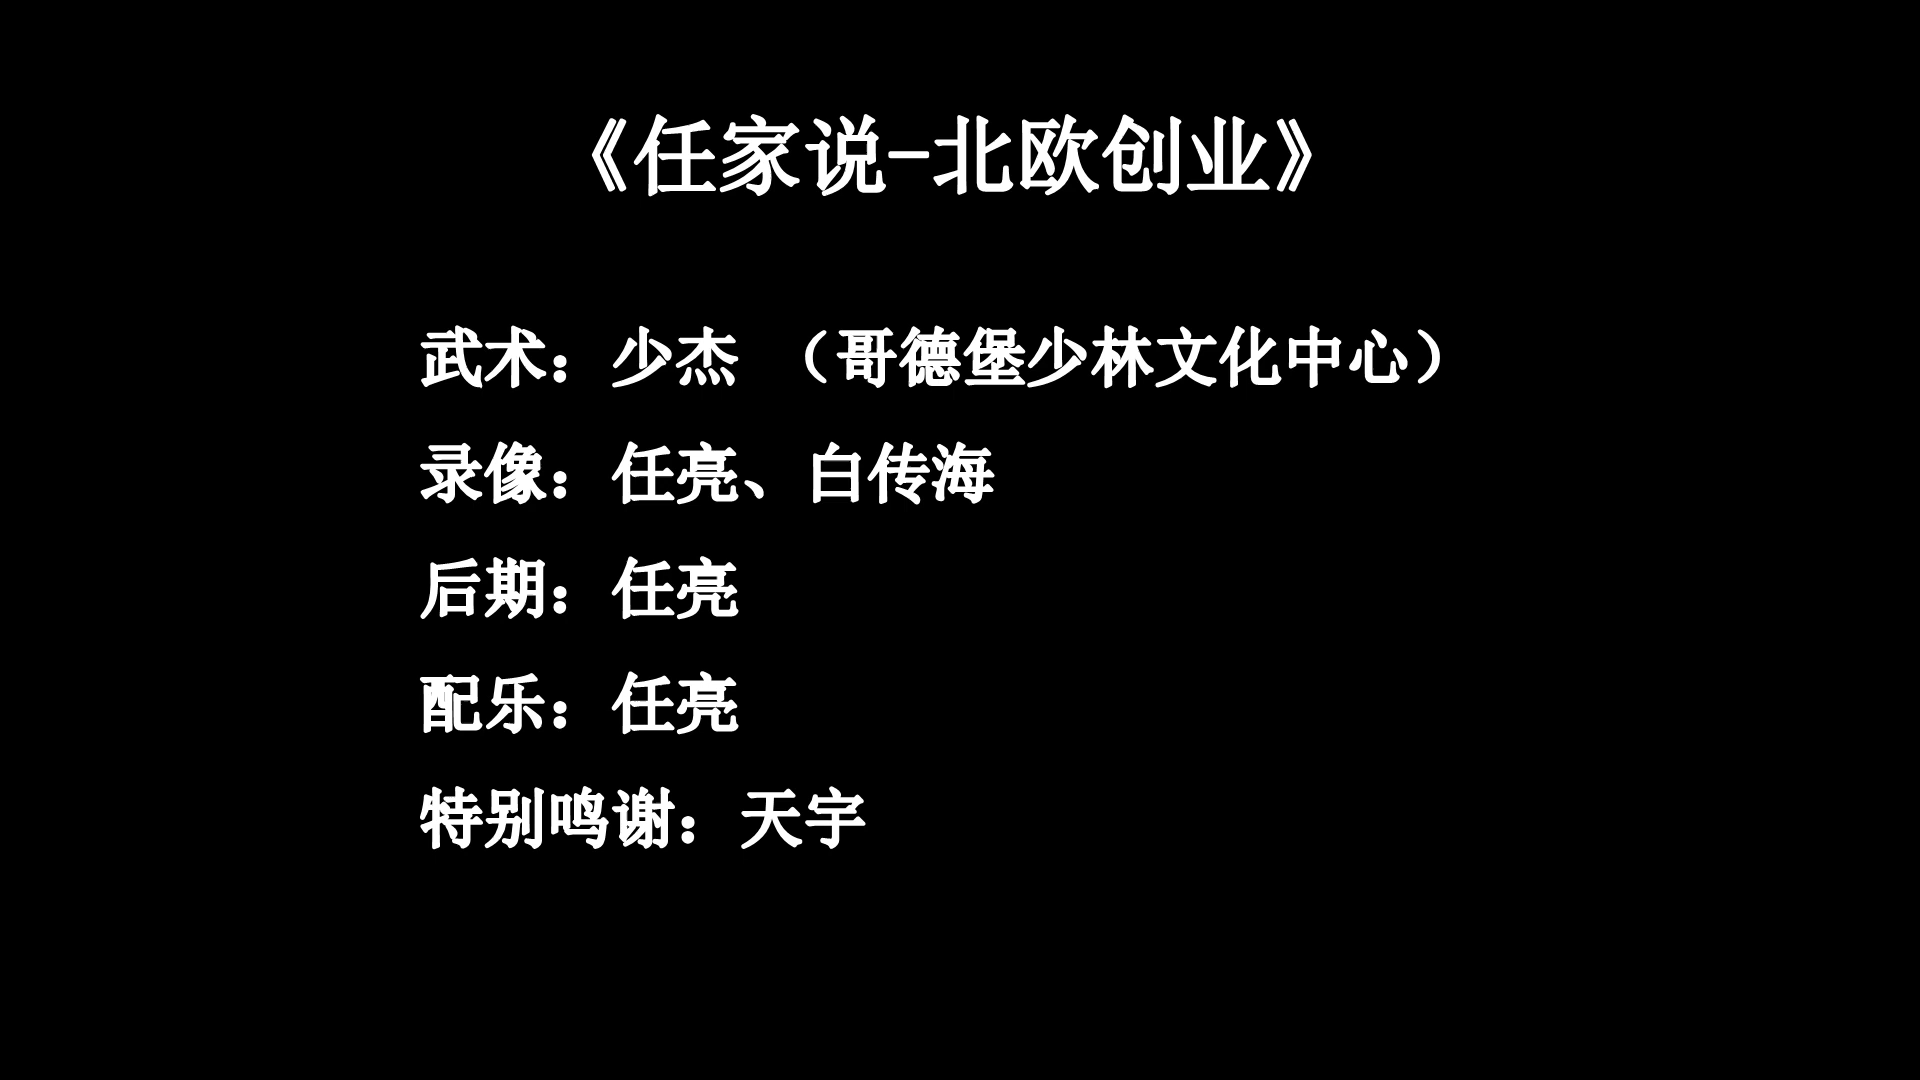 《任家说-北欧创业》
武术：少杰 （哥德堡少林文化中心）
录像：任亮、白传海
后期：任亮
配乐：任亮
特别鸣谢：天宇